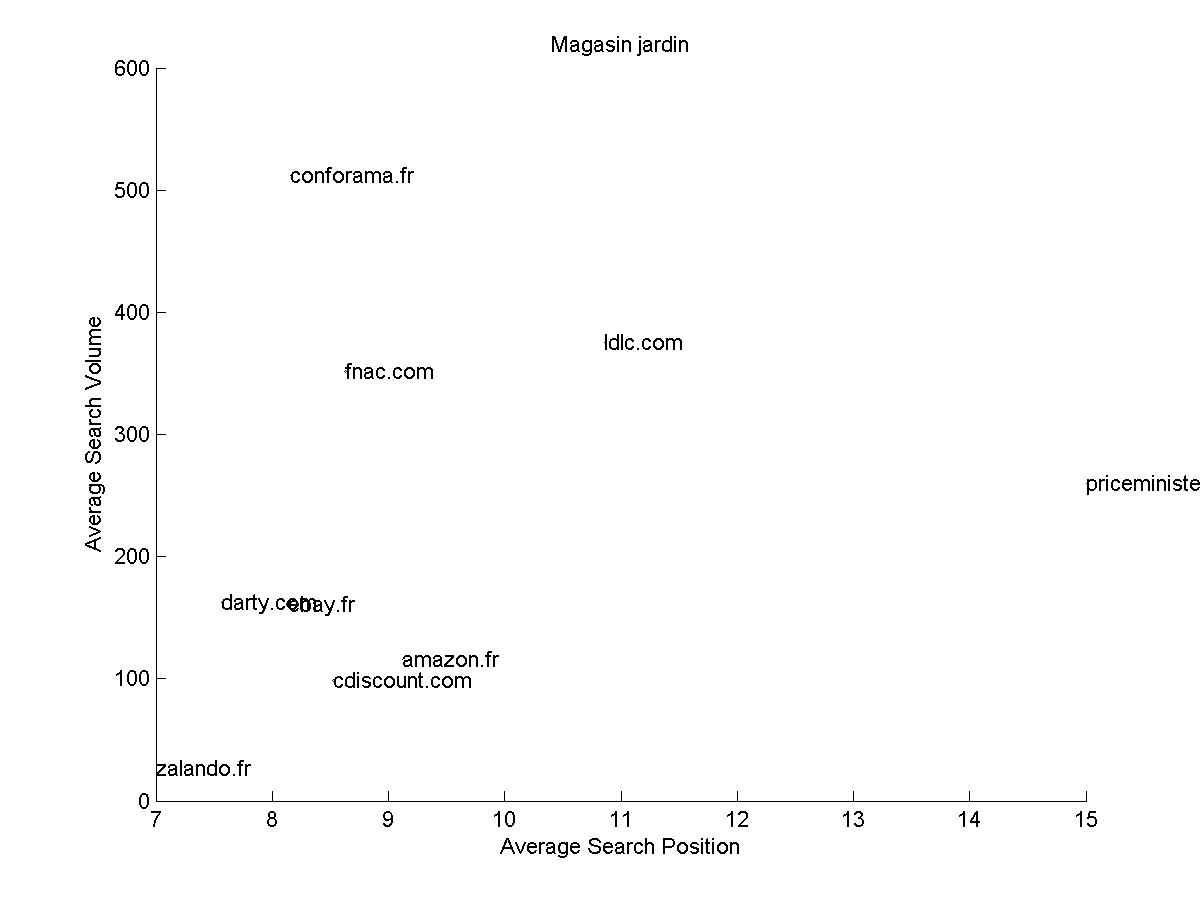 Magasin jardin
600
500
400
300
200
100
0
Average Search Volume
conforama.fr
ldlc.com
fnac.com
priceministe
darty.com
ebay.fr
amazon.fr
cdiscount.com
zalando.fr
7 8 9 10 11 12 13 14 15
Average Search Position